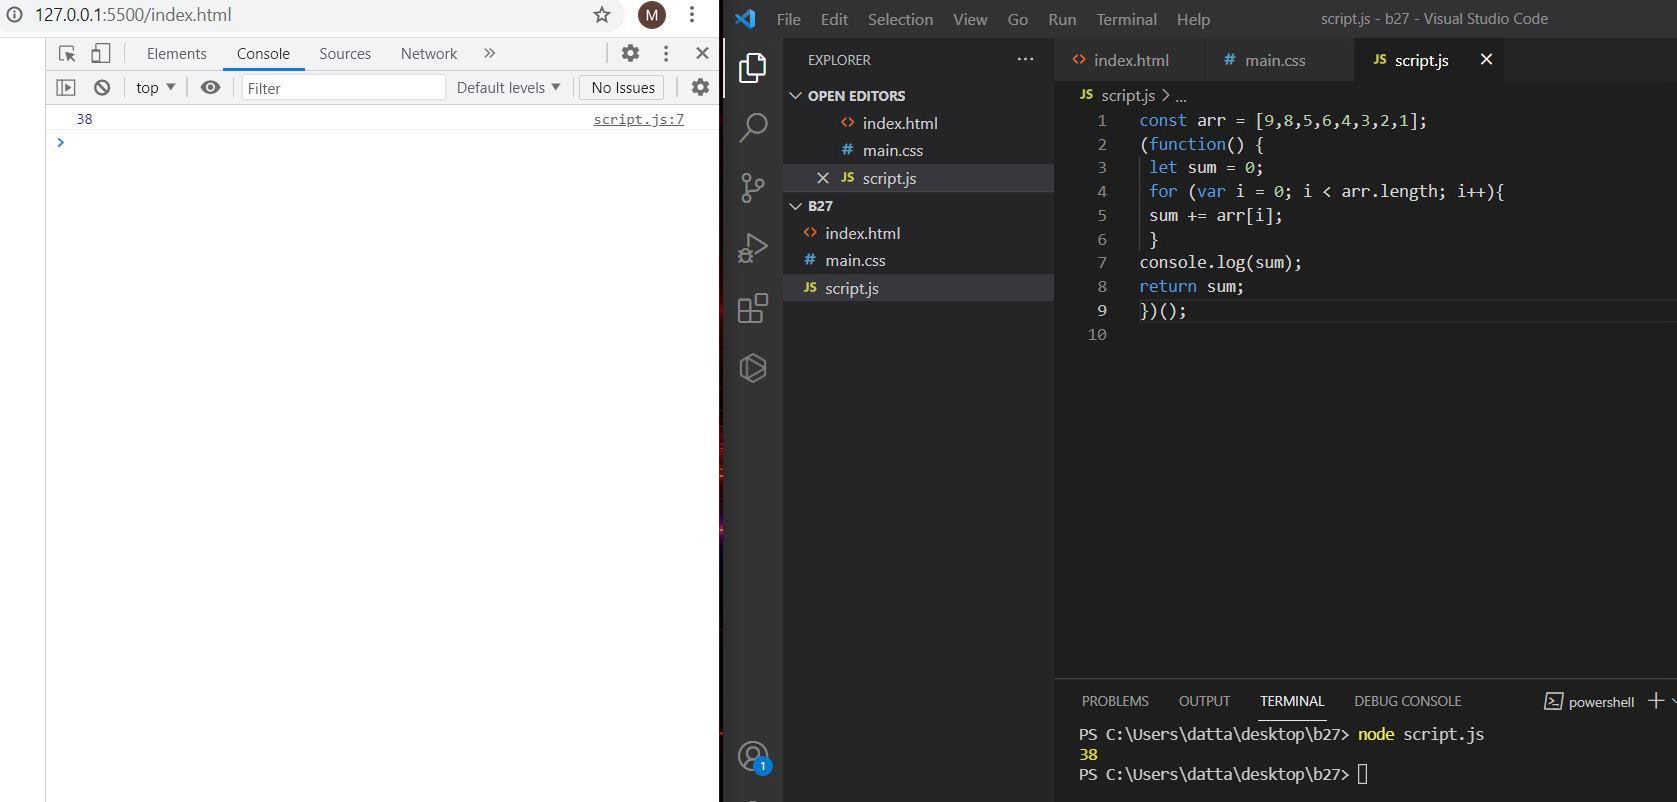 127.0.0.1:5500/index.html
M
Elements Console Sources Network »
top Filter Default levels No Issues
38 script.js:7
File Edit Selection View Go Run Terminal Help
script.js - b27 - Visual Studio Code
EXPLORER ...
OPEN EDITORS
<> index.html
# main.css
JS script.js
B27
<> index.html
# main.css
JS script.js
1
<> index.html # main.css JS script.js
JS script.js > ...
1 const arr = [9,8,5,6,4,3,2,1];
2 (function() {
3 let sum = 0;
4 for (var i = 0; i < arr.length; i++){
5 sum += arr[i];
6 }
7 console.log(sum);
8 return sum;
9 })();
10
PROBLEMS OUTPUT TERMINAL DEBUG CONSOLE powershell
PS C:\Users\datta\desktop\b27> node script.js
38
PS C:\Users\datta\desktop\b27>